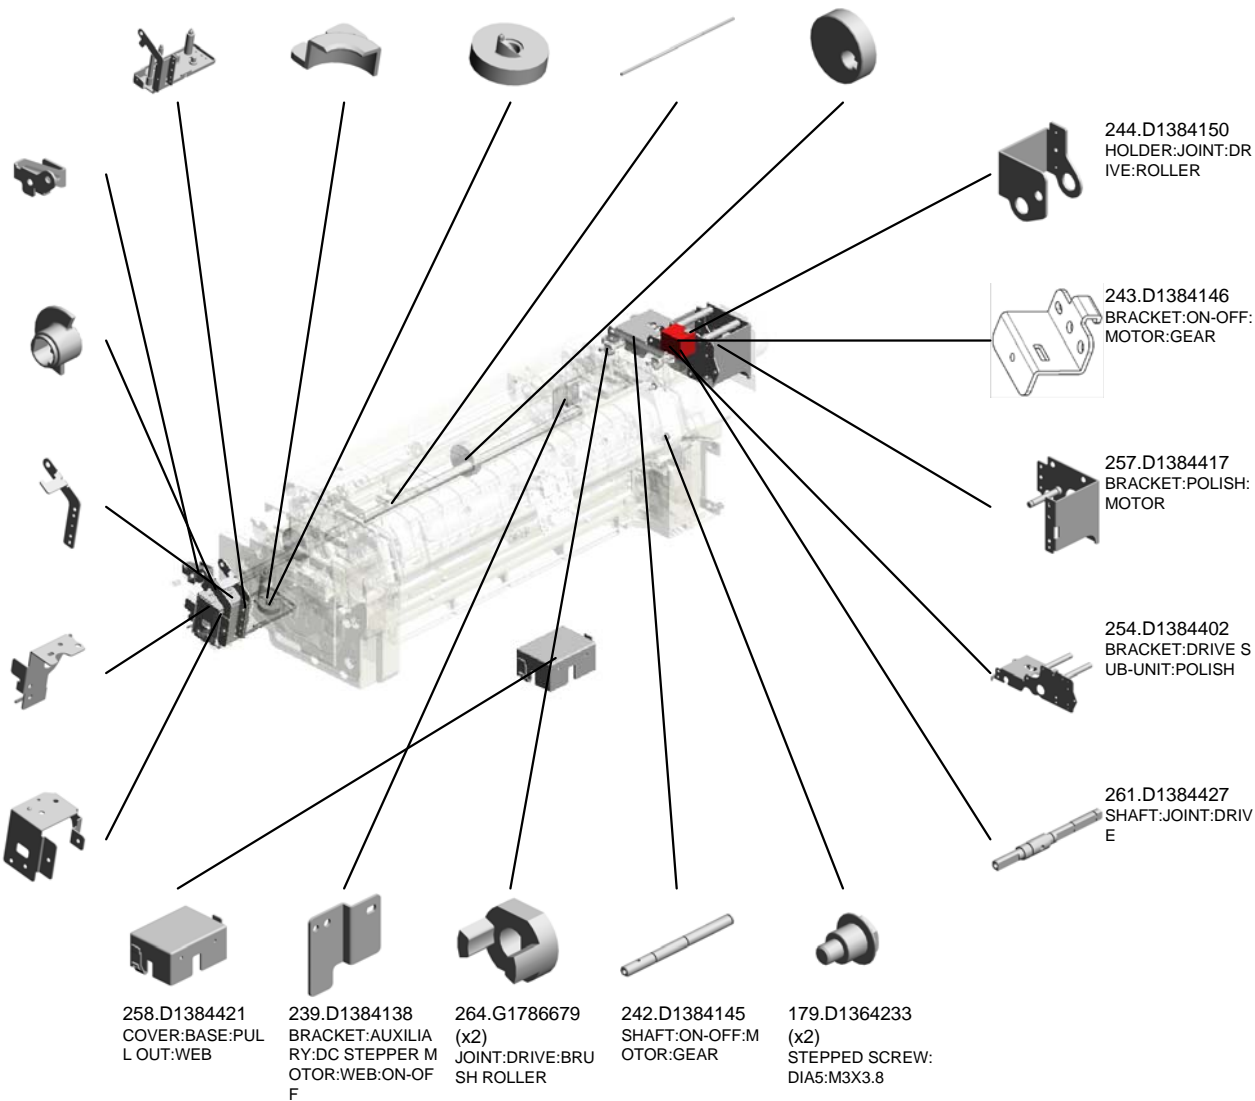 244.D1384150
HOLDER:JOINT:DR
IVE:ROLLER
243.D1384146
BRACKET:ON-OFF:
MOTOR:GEAR
257.D1384417
BRACKET:POLISH:
MOTOR
254.D1384402
BRACKET:DRIVE S
UB-UNIT:POLISH
261.D1384427
SHAFT:JOINT:DRIV
E
258.D1384421
COVER:BASE:PUL
L OUT:WEB
239.D1384138
BRACKET:AUXILIA
RY:DC STEPPER M
OTOR:WEB:ON-OF
F
264.G1786679
(x2)
JOINT:DRIVE:BRU
SH ROLLER
242.D1384145
SHAFT:ON-OFF:M
OTOR:GEAR
179.D1364233
(x2)
STEPPED SCREW:
DIA5:M3X3.8